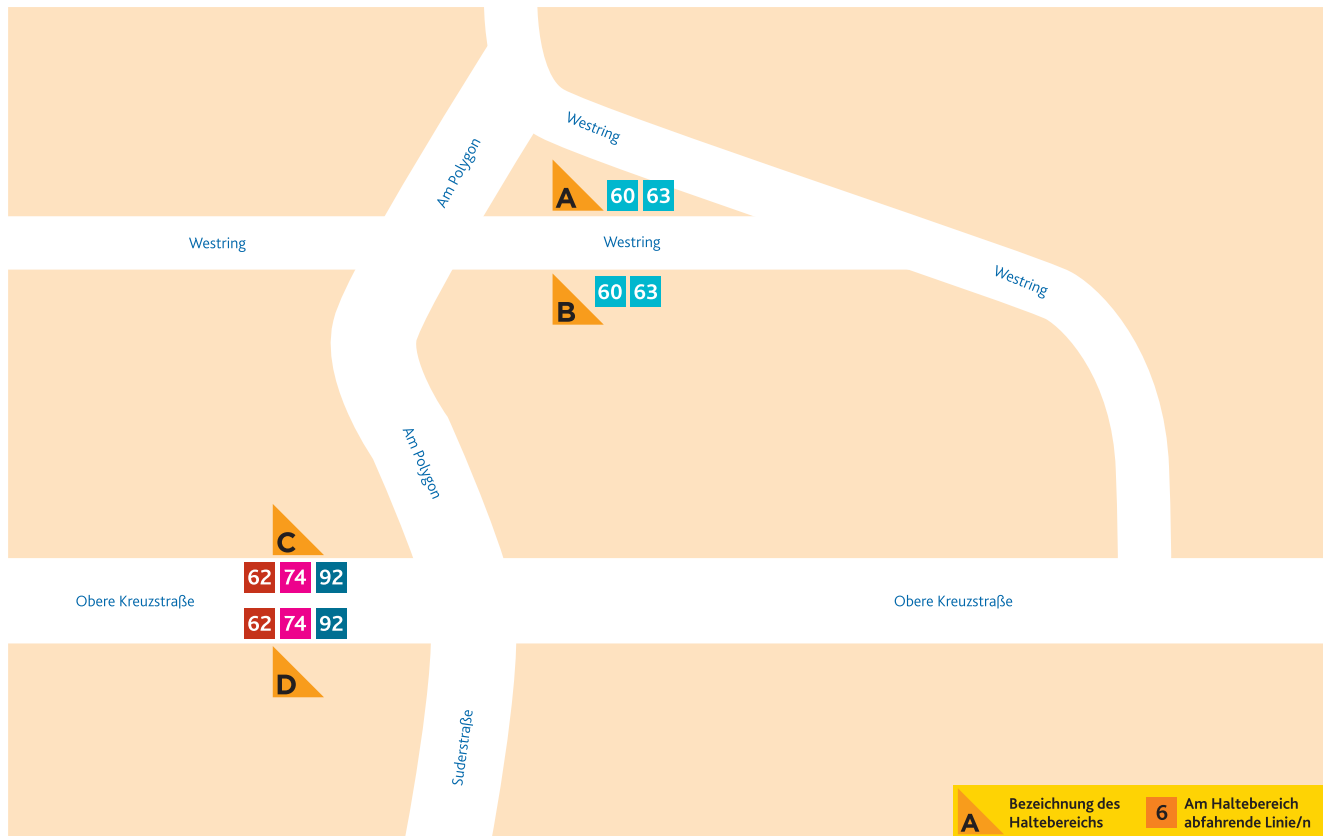 Westring
Am Polygon
A 60 63
Westring
Westring
Westring
B 60 63
Am Polygon
C
62 74 92
Obere Kreuzstraße
Obere Kreuzstraße
62 74 92
D
Suderstraße
A
Bezeichnung des
Haltebereichs
6
Am Haltebereich
abfahrende Linie/n